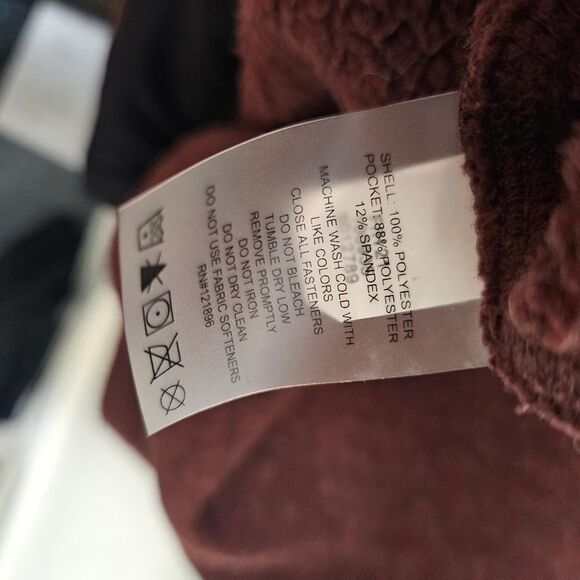 SHELL: 100% POLYESTER
POCKET: 88% POLYESTER
12% SPANDEX
MACHINE WASH COLD WITH
LIKE COLORS
CLOSE ALL FASTENERS
DO NOT BLEACH
TUMBLE DRY LOW
REMOVE PROMPTLY
DO NOT IRON
DO NOT DRY CLEAN
DO NOT USE FABRIC SOFTENERS
RN#121896